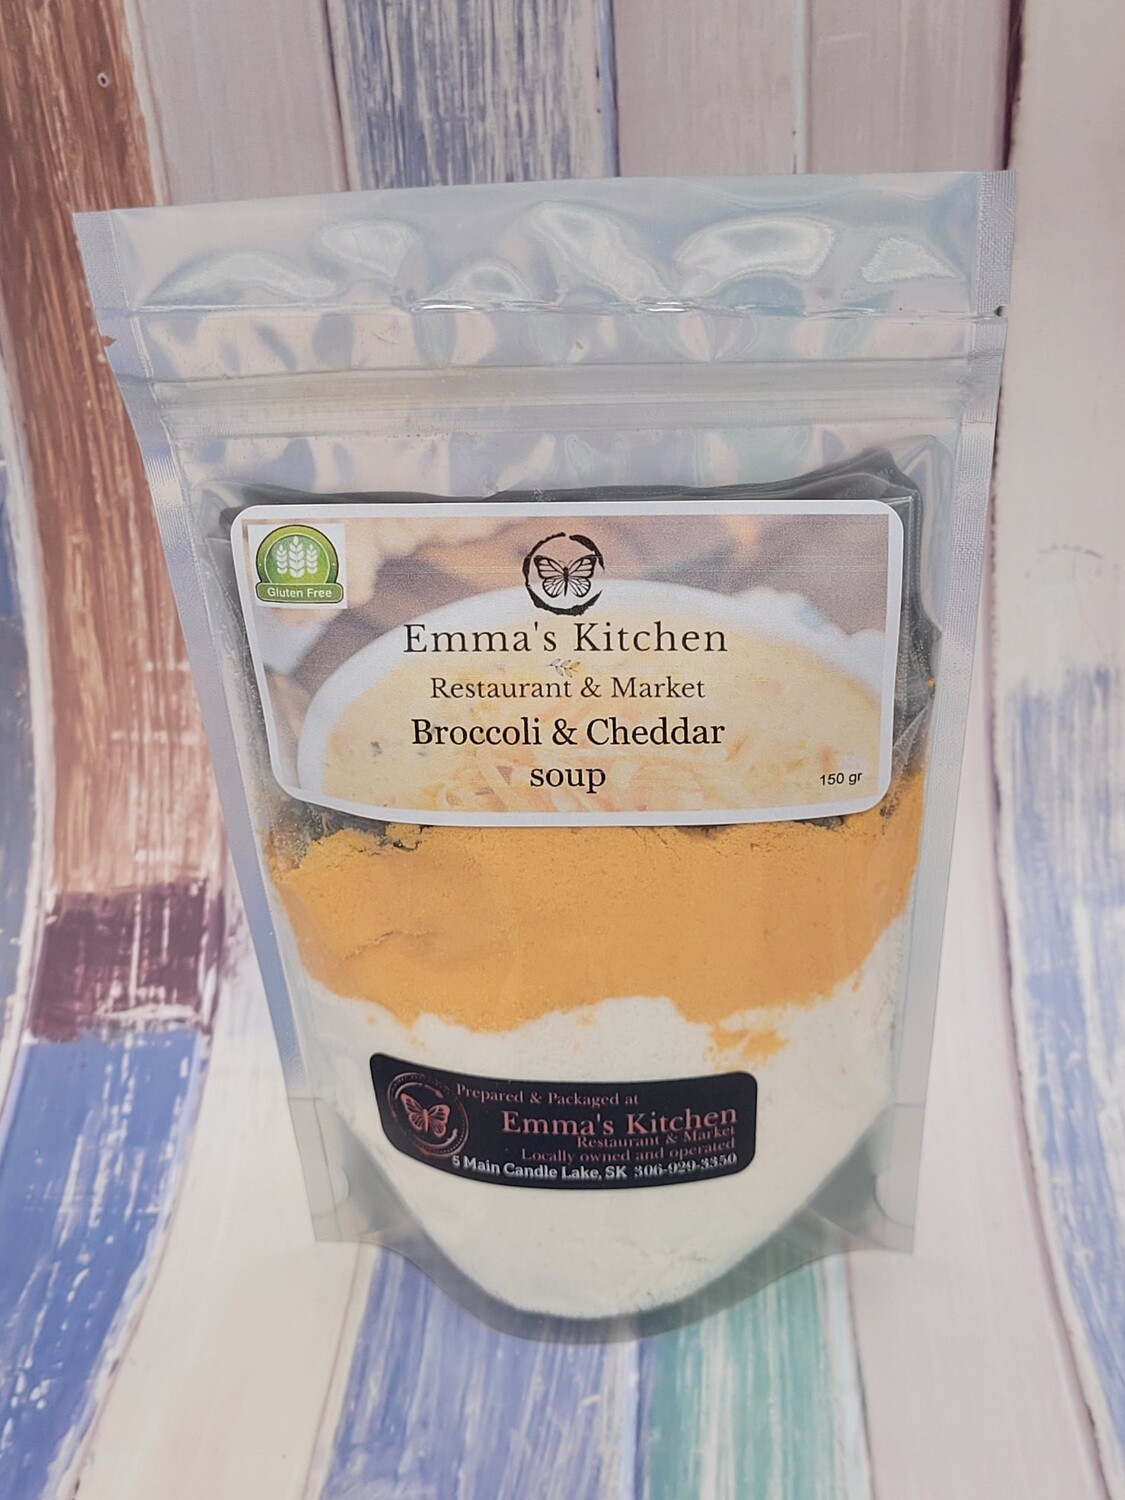 Gluten Free
Emma's Kitchen
Restaurant & Market
Broccoli & Cheddar
soup
150 gr
Prepared & Packaged at
Emma's Kitchen
Restaurant & Market
Locally owned and operated
5 Main Candle Lake, SK 306-929-3350